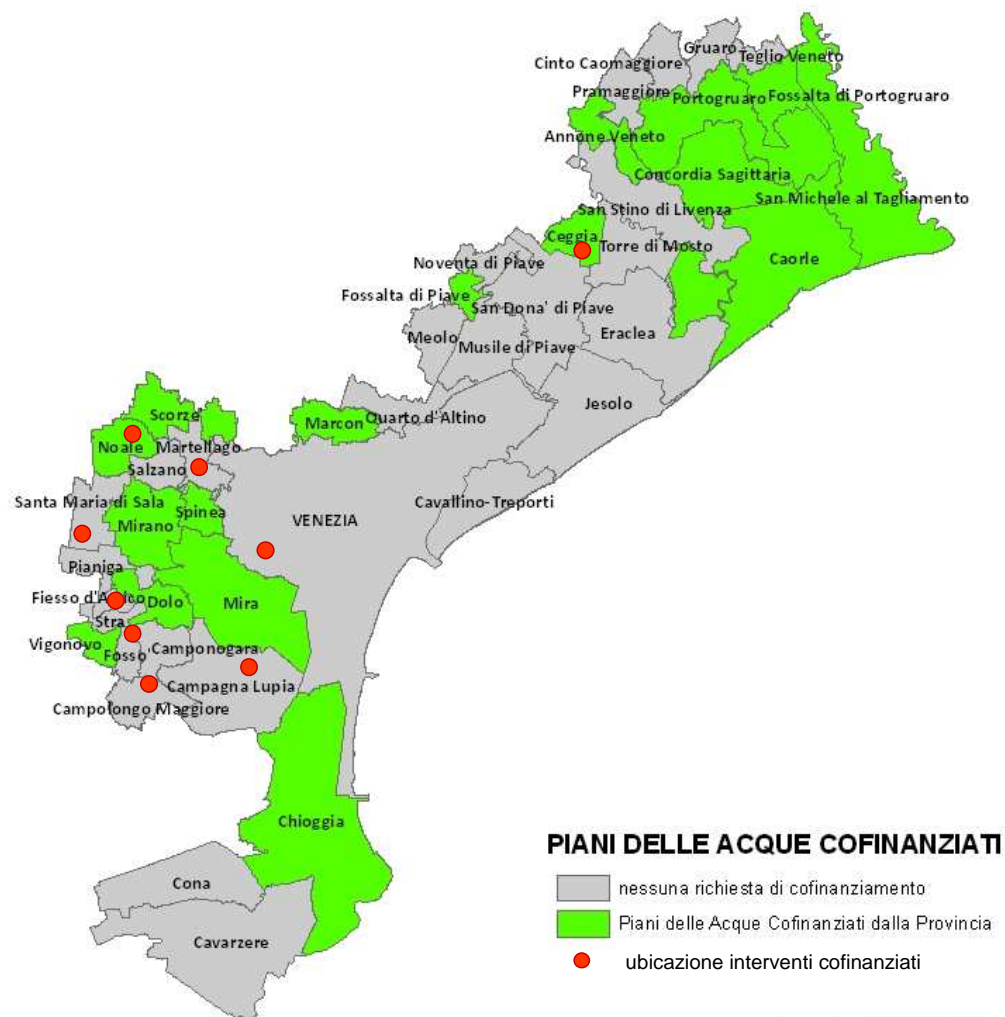 Gruaro
Cinto Caomaggiore
Teglio Veneto
Pramaggiore
Portogruaro
Fossalta di Portogruaro
Annone Veneto
Concordia Sagittaria
San Michele al Tagliamento
San Stino di Livenza
Ceggia
Torre di Mosto
Caorle
Noventa di Piave
Fossalta di Piave
San Dona' di Piave
Meolo
Musile di Piave
Eraclea
Jesolo
Scorze'
Marcon
Quarto d'Altino
Noale
Martellago
Salzano
Santa Maria di Sala
Spinea
Mirano
VENEZIA
Cavallino-Treporti
Pianiga
Fiesso d'Artico
Dolo
Mira
Stra
Vigonovo
Fosso'
Camponogara
Campagna Lupia
Campolongo Maggiore
Chioggia
Cona
Cavarzere
PIANI DELLE ACQUE COFINANZIATI
nessuna richiesta di cofinanziamento
Piani delle Acque Cofinanziati dalla Provincia
ubicazione interventi cofinanziati